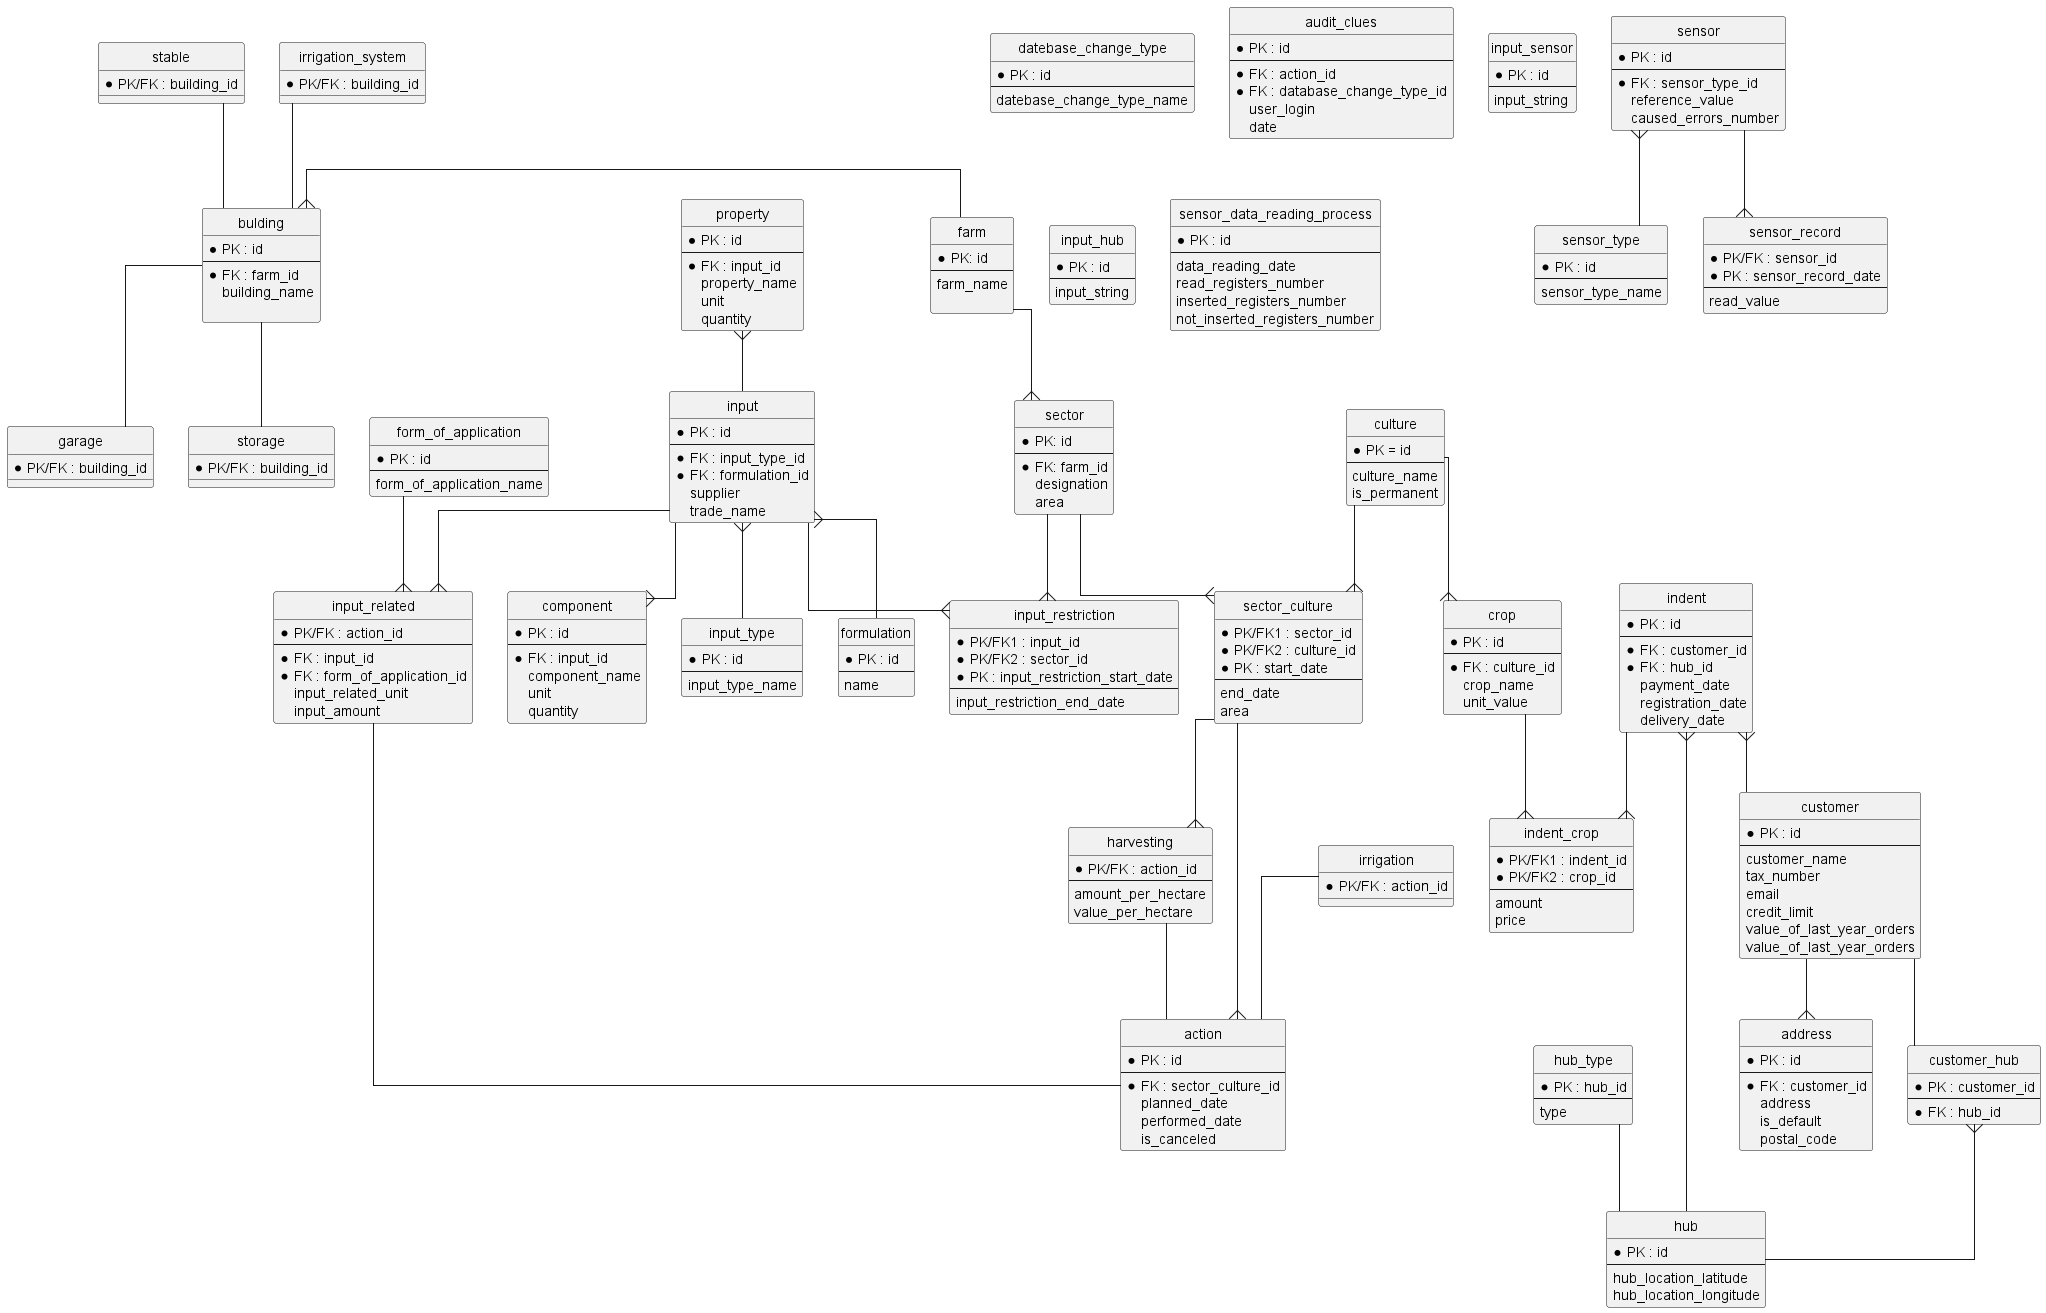 stable
PK/FK : building_id
irrigation_system
PK/FK : building_id
datebase_change_type
PK : id
datebase_change_type_name
audit_clues
PK : id
FK : action_id
FK : database_change_type_id
user_login
date
input_sensor
PK : id
input_string
sensor
PK : id
FK : sensor_type_id
reference_value
caused_errors_number
bulding
PK : id
FK : farm_id
building_name
property
PK : id
FK : input_id
property_name
unit
quantity
farm
PK: id
farm_name
input_hub
PK : id
input_string
sensor_data_reading_process
PK : id
data_reading_date
read_registers_number
inserted_registers_number
not_inserted_registers_number
sensor_type
PK : id
sensor_type_name
sensor_record
PK/FK : sensor_id
PK : sensor_record_date
read_value
garage
PK/FK : building_id
storage
PK/FK : building_id
form_of_application
PK : id
form_of_application_name
input
PK : id
FK : input_type_id
FK : formulation_id
supplier
trade_name
sector
PK: id
FK: farm_id
designation
area
culture
PK = id
culture_name
is_permanent
input_related
PK/FK : action_id
FK : input_id
FK : form_of_application_id
input_related_unit
input_amount
component
PK : id
FK : input_id
component_name
unit
quantity
input_type
PK : id
input_type_name
formulation
PK : id
name
input_restriction
PK/FK1 : input_id
PK/FK2 : sector_id
PK : input_restriction_start_date
input_restriction_end_date
sector_culture
PK/FK1 : sector_id
PK/FK2 : culture_id
PK : start_date
end_date
area
crop
PK : id
FK : culture_id
crop_name
unit_value
indent
PK : id
FK : customer_id
FK : hub_id
payment_date
registration_date
delivery_date
harvesting
PK/FK : action_id
amount_per_hectare
value_per_hectare
irrigation
PK/FK : action_id
indent_crop
PK/FK1 : indent_id
PK/FK2 : crop_id
amount
price
customer
PK : id
customer_name
tax_number
email
credit_limit
value_of_last_year_orders
value_of_last_year_orders
action
PK : id
FK : sector_culture_id
planned_date
performed_date
is_canceled
hub_type
PK : hub_id
type
address
PK : id
FK : customer_id
address
is_default
postal_code
customer_hub
PK : customer_id
FK : hub_id
hub
PK : id
hub_location_latitude
hub_location_longitude